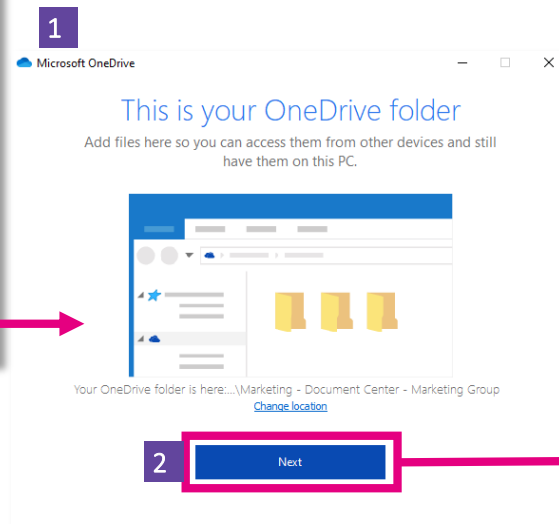 1
Microsoft OneDrive
This is your OneDrive folder
Add files here so you can access them from other devices and still
have them on this PC.
Your OneDrive folder is here:...\Marketing - Document Center - Marketing Group
Change location
2
Next